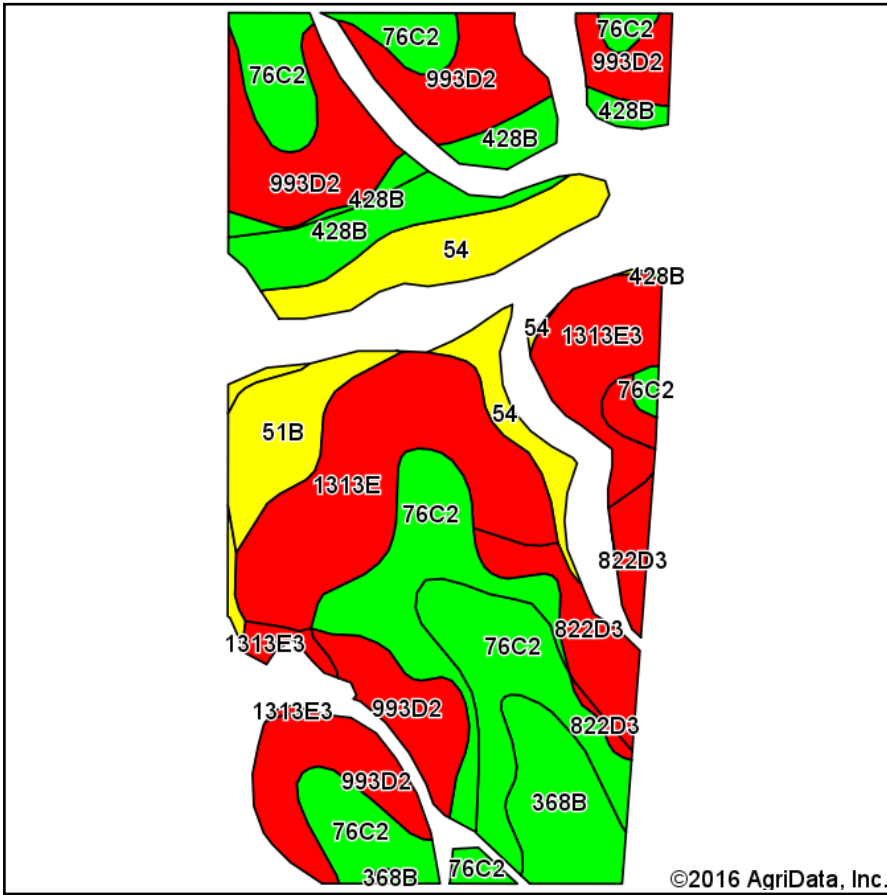 76C2
76C2
76C2
993D2
993D2
428B
428B
993D2
428B
428B
54
428B
54
1313E3
76C2
54
51B
1313E
76C2
822D3
822D3
1313E3
76C2
993D2
1313E3
822D3
993D2
368B
76C2
76C2
368B
©2016 AgriData, Inc.